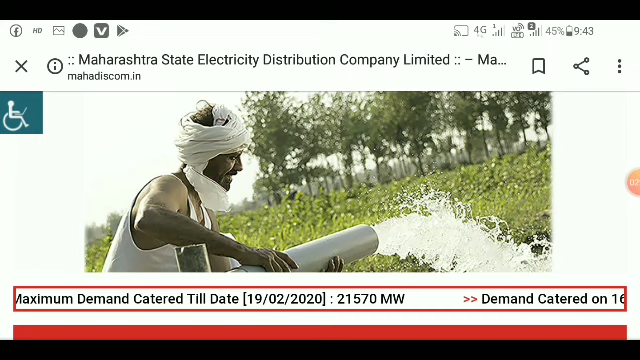 HD 4G 45% 9:43
:: Maharashtra State Electricity Distribution Company Limited :: – Ma...
mahadiscom.in
Maximum Demand Catered Till Date [19/02/2020] : 21570 MW >> Demand Catered on 16